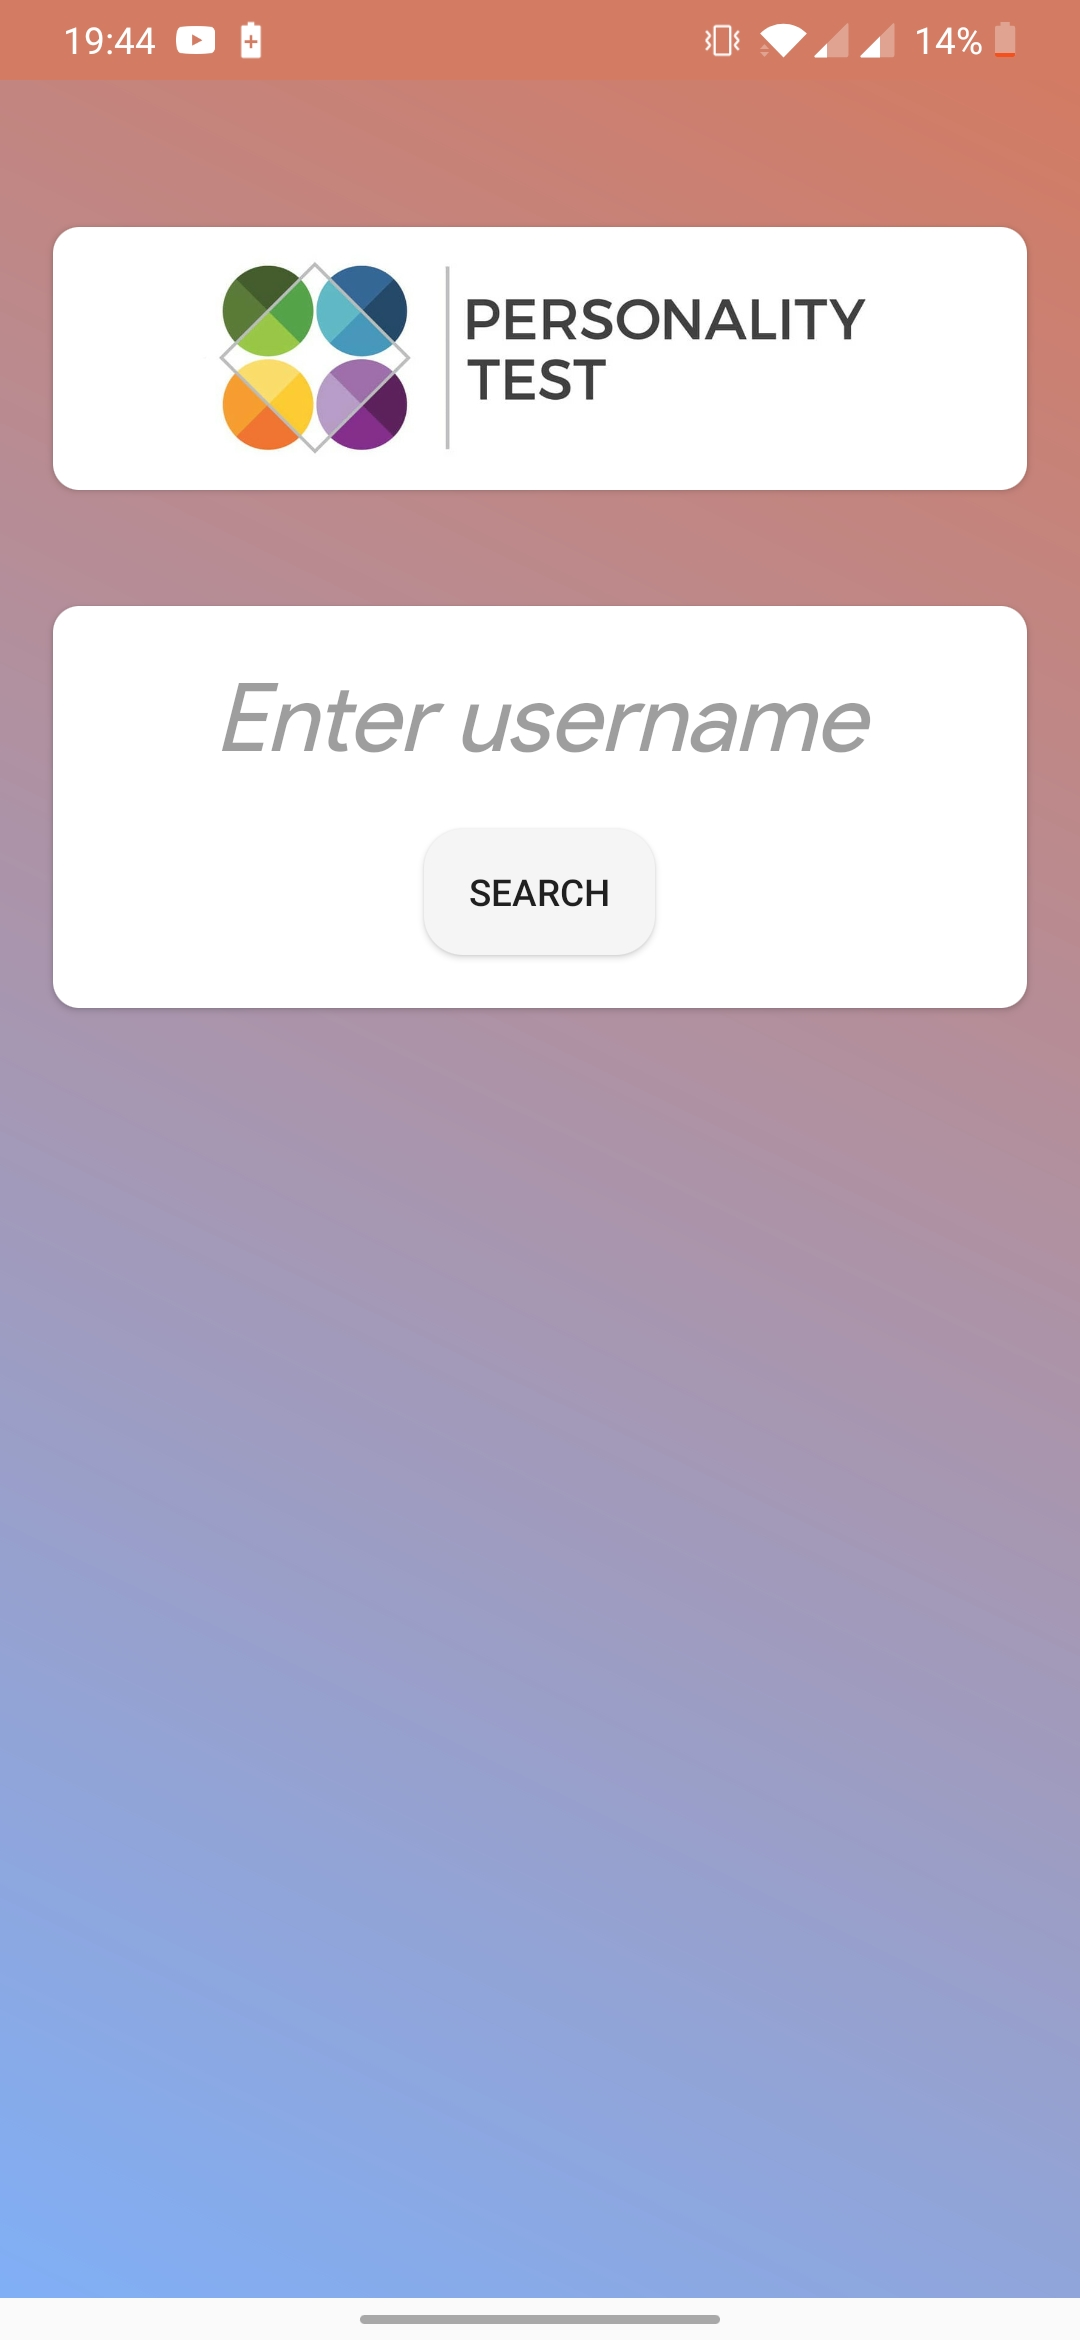 19:44 14%
PERSONALITY
TEST
Enter username
SEARCH